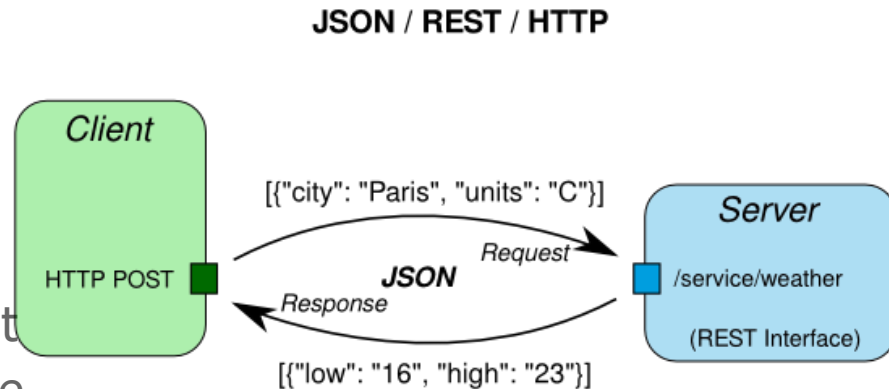 JSON / REST / HTTP
Client
[{"city": "Paris", "units": "C"}]
Server
Request
HTTP POST
JSON
/service/weather
Response
t
(REST Interface)
[{"low": "16", "high": "23"}]
e